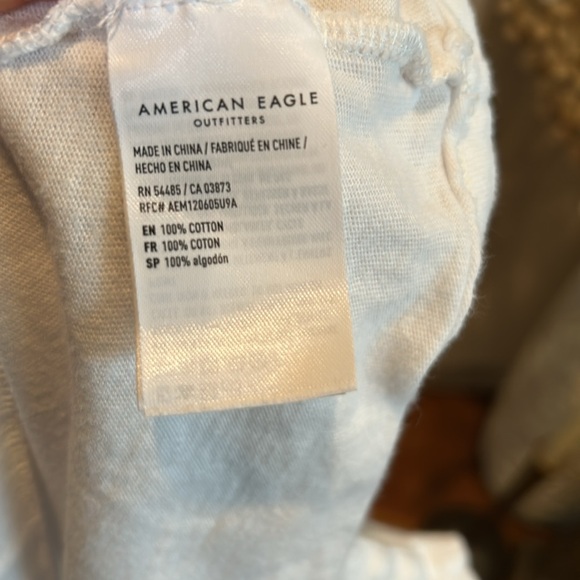 AMERICAN EAGLE
OUTFITTERS
MADE IN CHINA / FABRIQUÉ EN CHINE /
HECHO EN CHINA
RN 54485 / CA 03873
RFC# AEM120605U9A
EN 100% COTTON
FR 100% COTON
SP 100% algodón